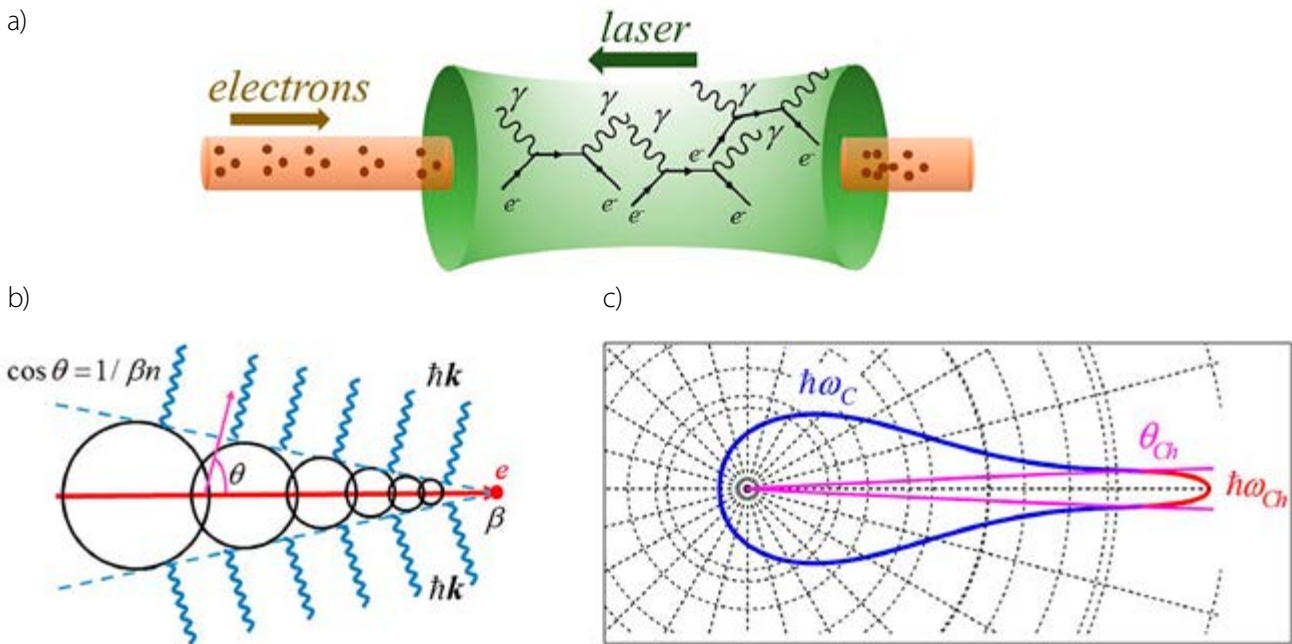 a)
laser
electrons
γ γ γ γ
e⁻ e⁻
e⁻ e⁻ e⁻ e⁻
b)
c)
cos θ = 1/ βn
ħk
θ
e
β
ħk
ħω_C
θ_Ch
ħω_Ch